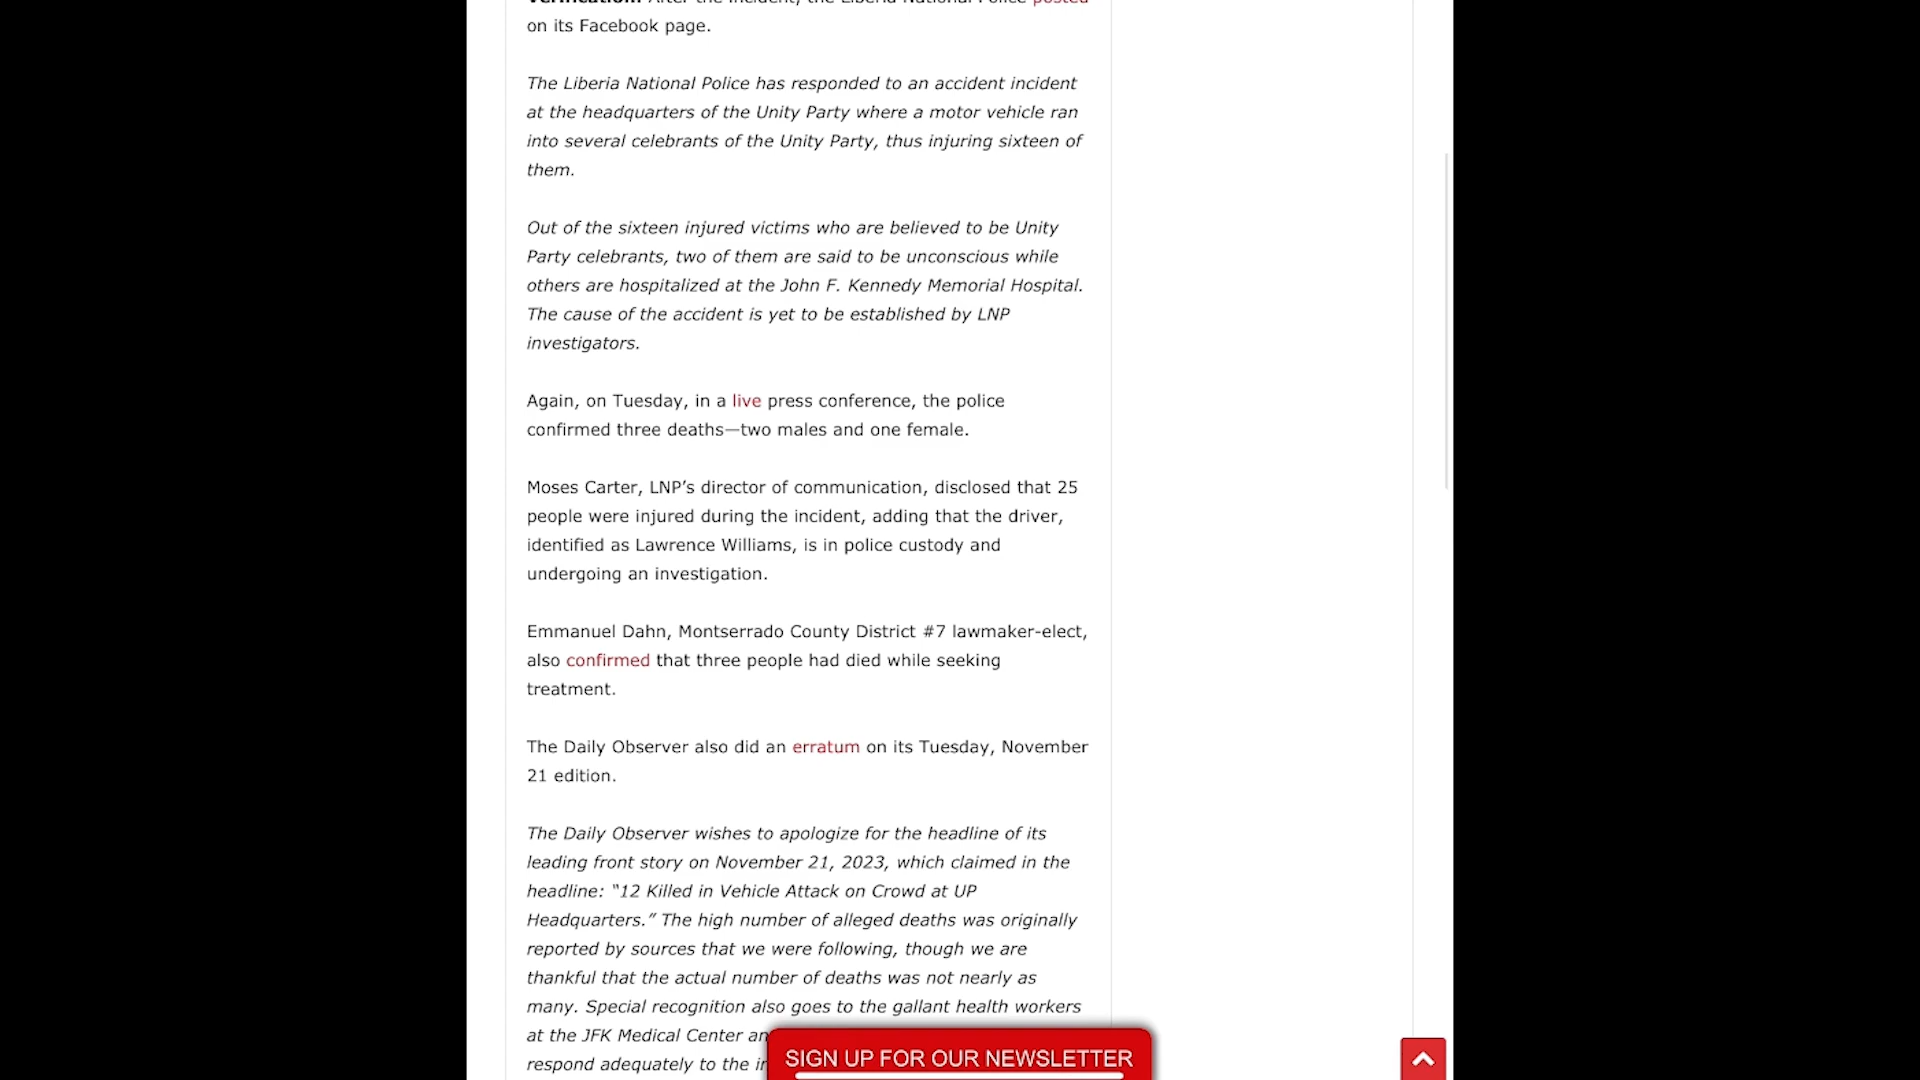 Verification: After the incident, the Liberia National Police posted
on its Facebook page.
The Liberia National Police has responded to an accident incident
at the headquarters of the Unity Party where a motor vehicle ran
into several celebrants of the Unity Party, thus injuring sixteen of
them.
Out of the sixteen injured victims who are believed to be Unity
Party celebrants, two of them are said to be unconscious while
others are hospitalized at the John F. Kennedy Memorial Hospital.
The cause of the accident is yet to be established by LNP
investigators.
Again, on Tuesday, in a live press conference, the police
confirmed three deaths—two males and one female.
Moses Carter, LNP’s director of communication, disclosed that 25
people were injured during the incident, adding that the driver,
identified as Lawrence Williams, is in police custody and
undergoing an investigation.
Emmanuel Dahn, Montserrado County District #7 lawmaker-elect,
also confirmed that three people had died while seeking
treatment.
The Daily Observer also did an erratum on its Tuesday, November
21 edition.
The Daily Observer wishes to apologize for the headline of its
leading front story on November 21, 2023, which claimed in the
headline: “12 Killed in Vehicle Attack on Crowd at UP
Headquarters.” The high number of alleged deaths was originally
reported by sources that we were following, though we are
thankful that the actual number of deaths was not nearly as
many. Special recognition also goes to the gallant health workers
at the JFK Medical Center
respond adequately to the
SIGN UP FOR OUR NEWSLETTER